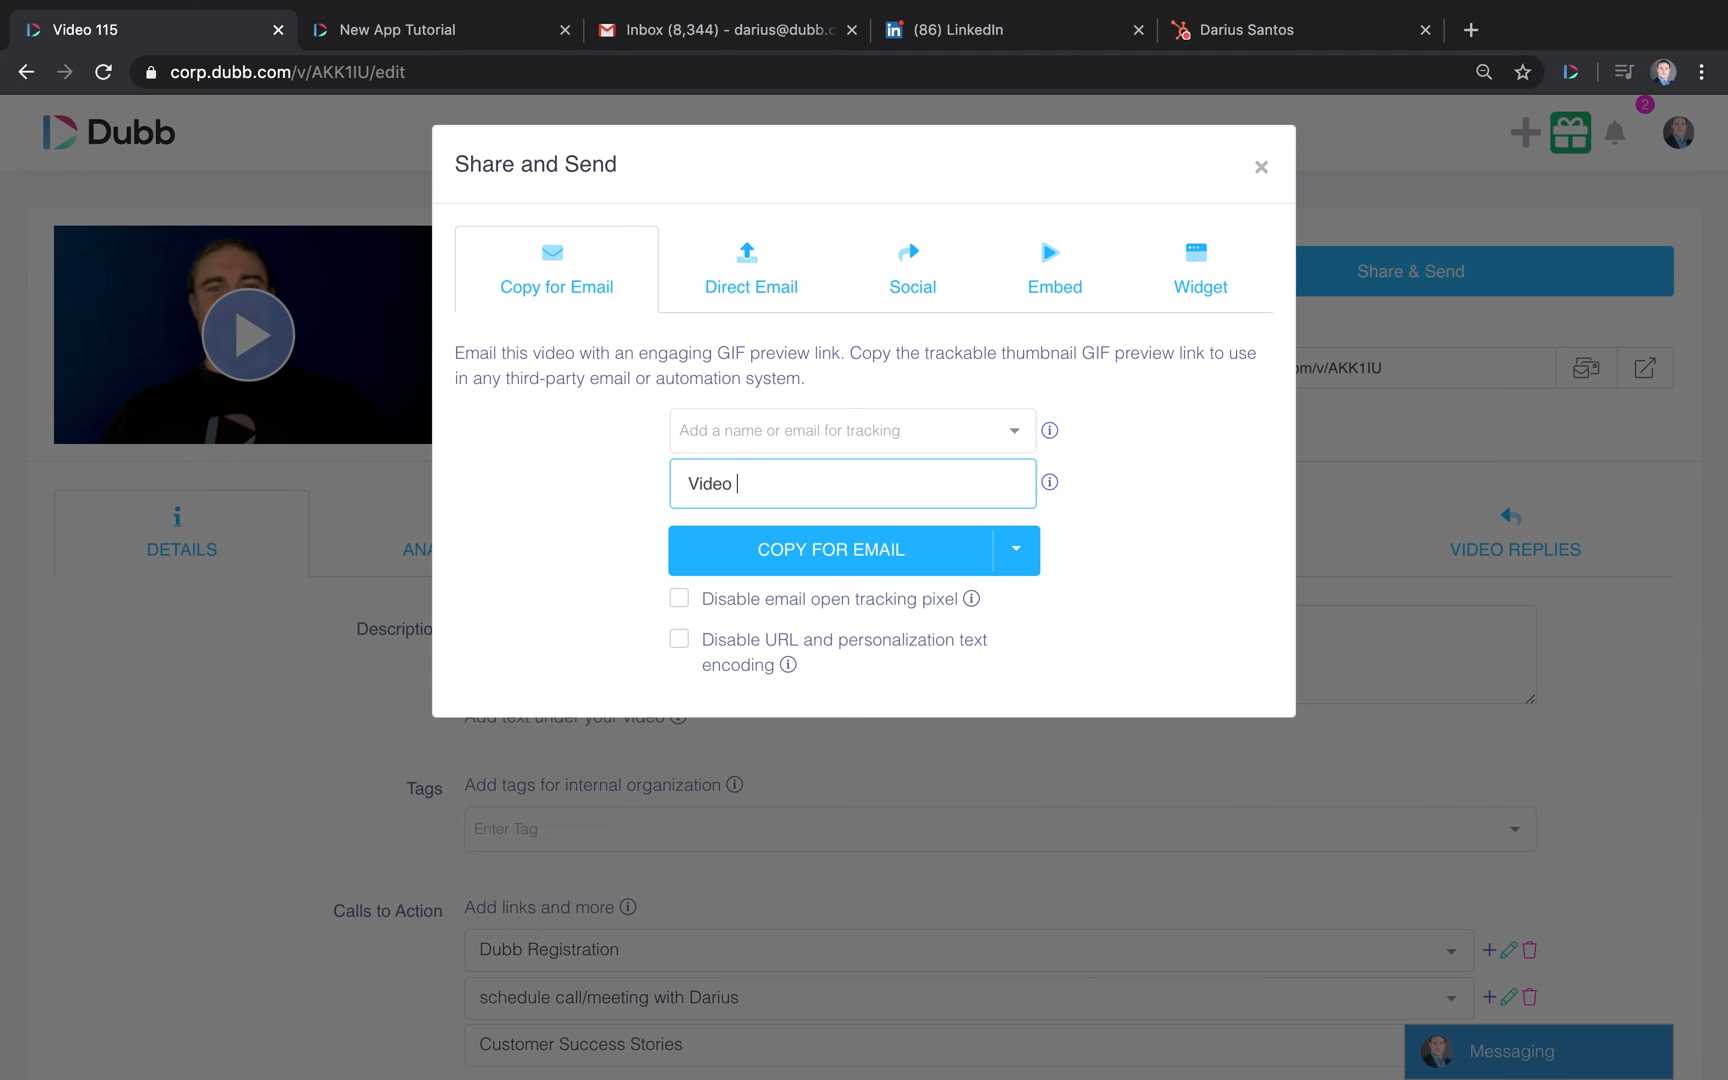 Video 115
New App Tutorial
Inbox (8,344) - darius@dubb.c
(86) LinkedIn
Darius Santos
corp.dubb.com/v/AKK1IU/edit
Dubb
2
Share and Send
Share & Send
Copy for Email
Direct Email
Social
Embed
Widget
Email this video with an engaging GIF preview link. Copy the trackable thumbnail GIF preview link to use
in any third-party email or automation system.
om/v/AKK1IU
Add a name or email for tracking
Video
COPY FOR EMAIL
DETAILS
ANA
VIDEO REPLIES
Disable email open tracking pixel
Descriptio
Disable URL and personalization text
encoding
Add text under your video
Tags
Add tags for internal organization
Enter Tag
Calls to Action
Add links and more
Dubb Registration
schedule call/meeting with Darius
Customer Success Stories
Messaging